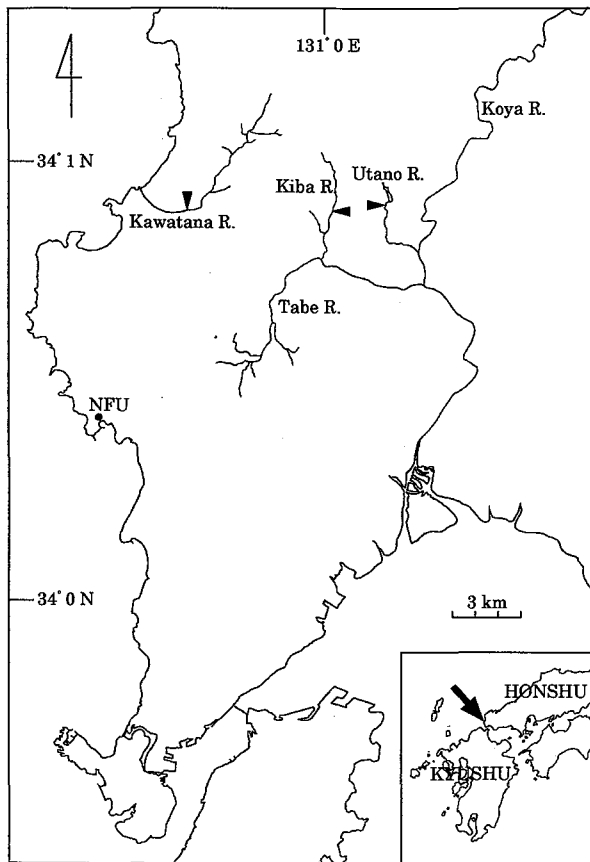 131° 0 E
Koya R.
34° 1 N
Kiba R.
Utano R.
Kawatana R.
Tabe R.
NFU
34° 0 N
3 km
HONSHU
KYUSHU